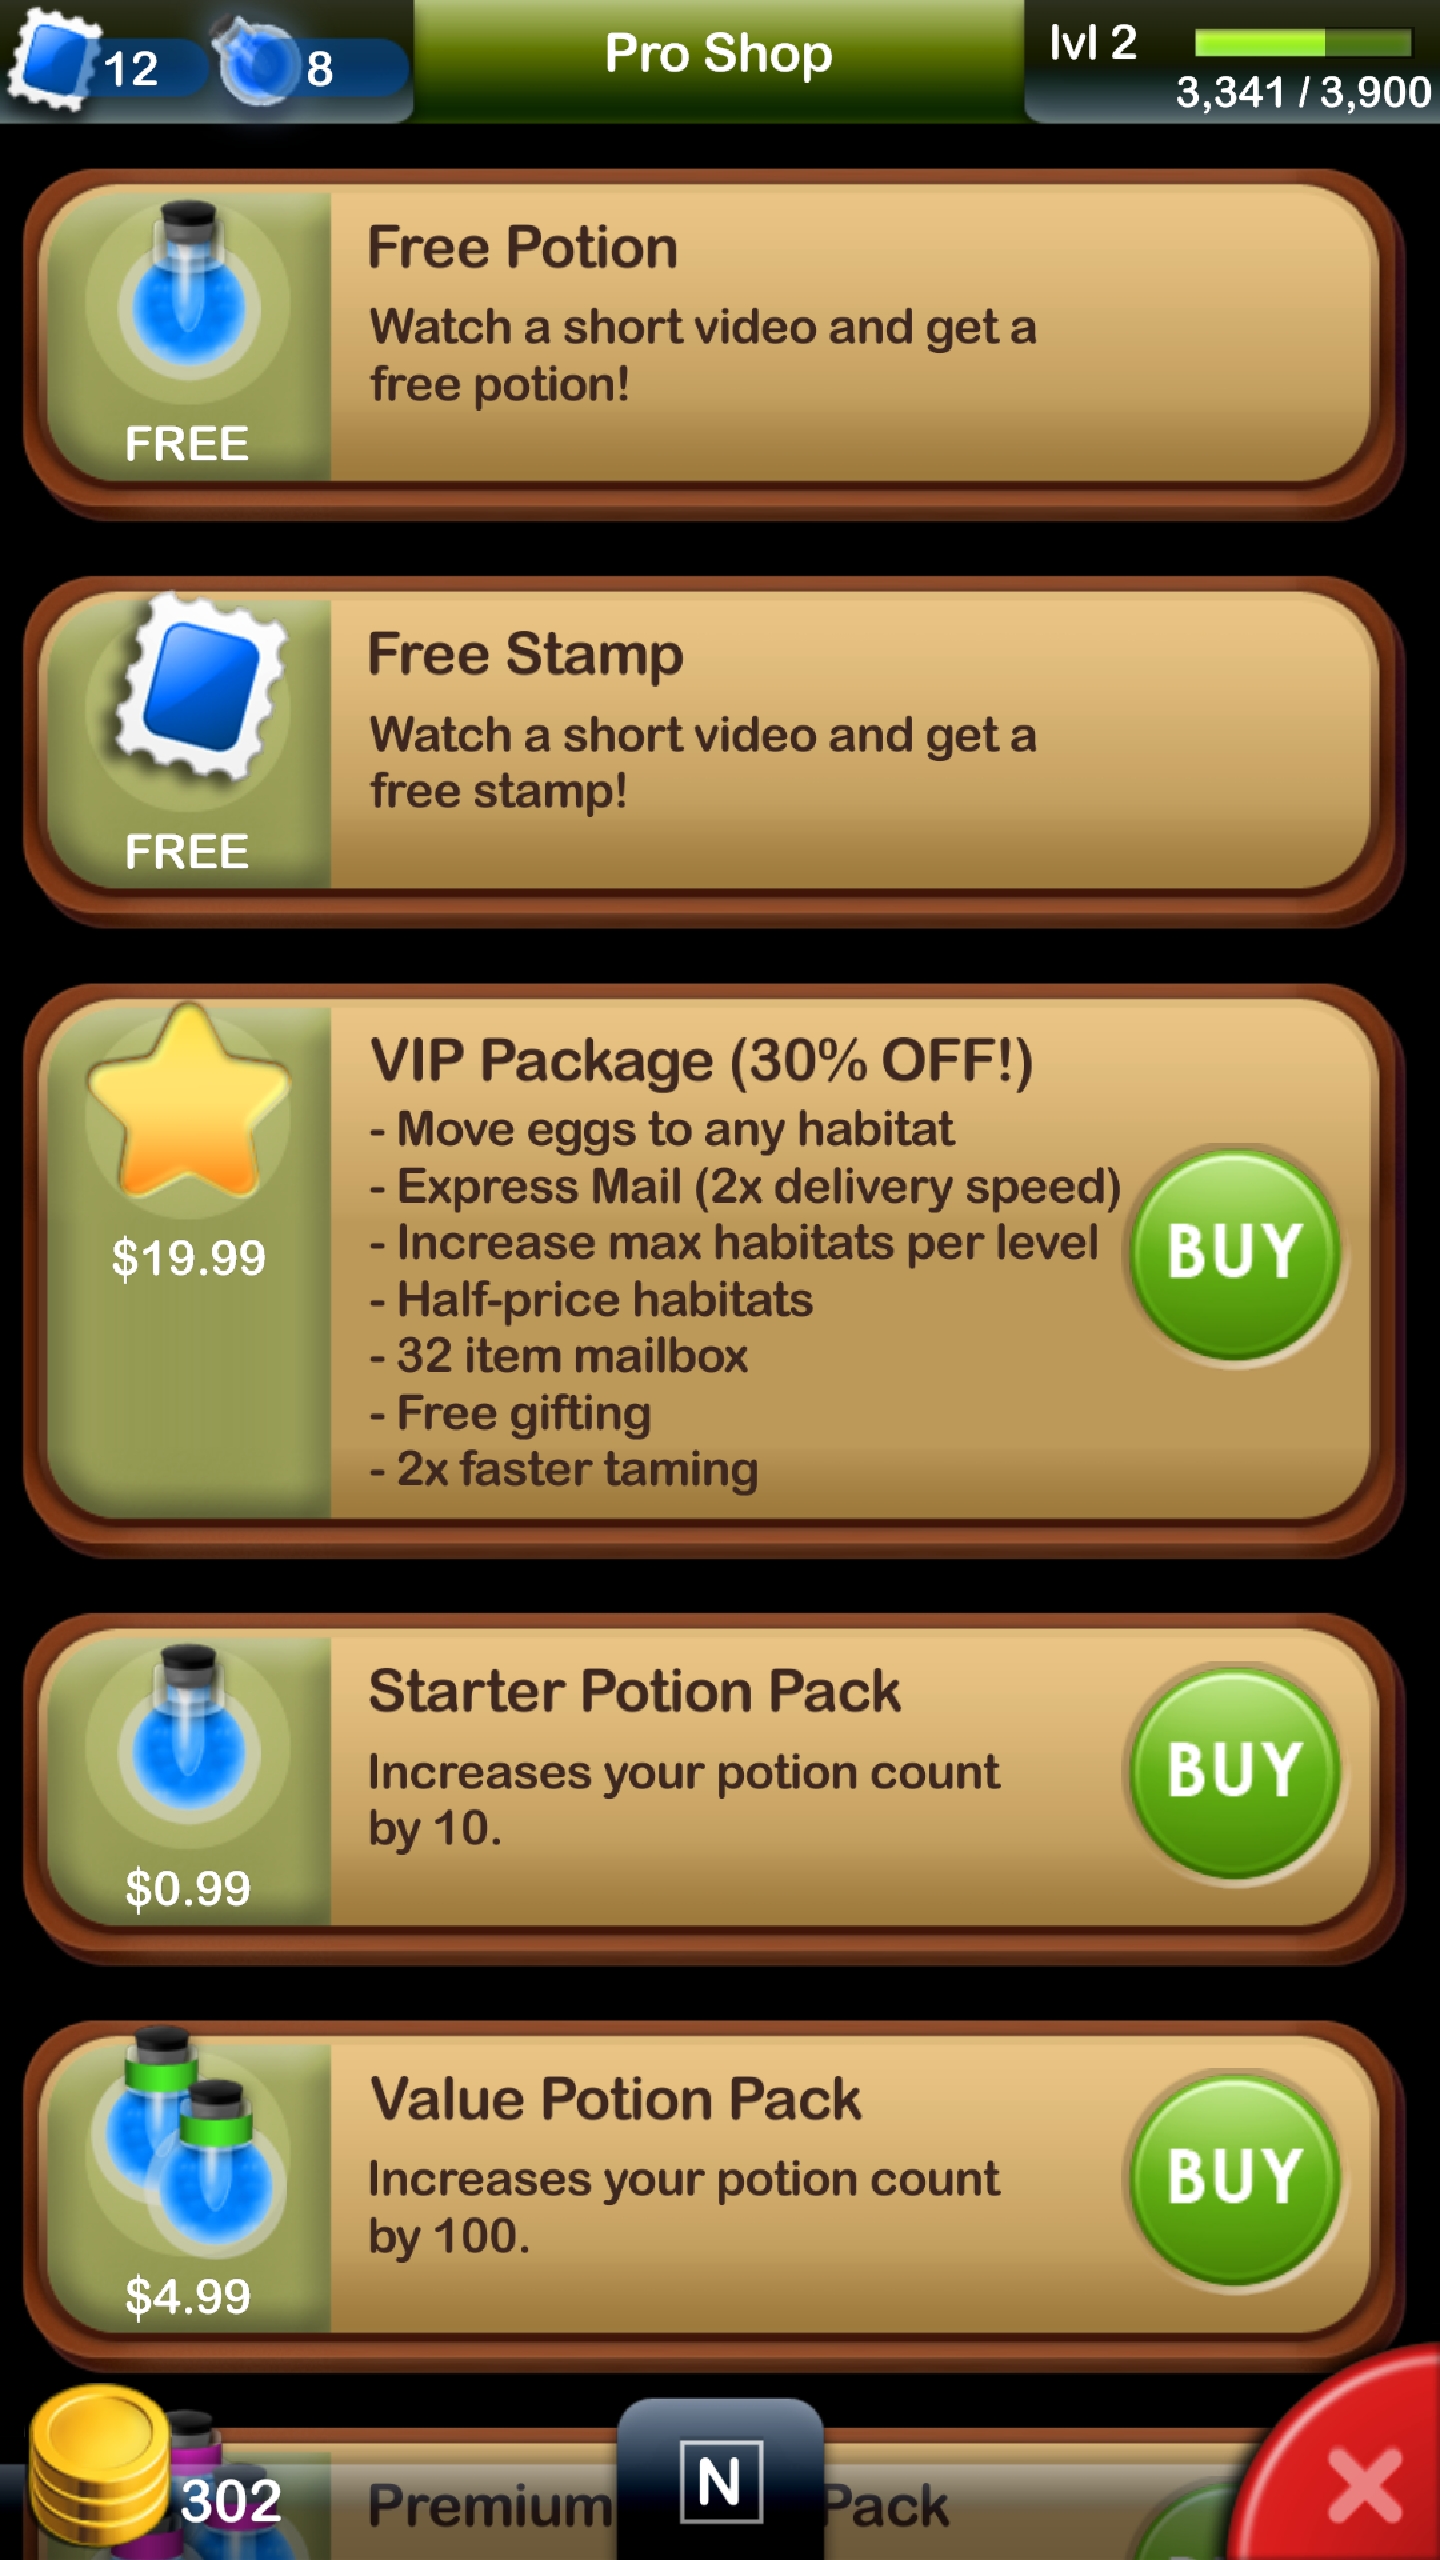 12
8
Pro Shop
lvl 2
3,341 / 3,900
Free Potion
Watch a short video and get a
free potion!
FREE
Free Stamp
Watch a short video and get a
free stamp!
FREE
VIP Package (30% OFF!)
- Move eggs to any habitat
- Express Mail (2x delivery speed)
- Increase max habitats per level
- Half-price habitats
- 32 item mailbox
- Free gifting
- 2x faster taming
$19.99
BUY
Starter Potion Pack
Increases your potion count
by 10.
$0.99
BUY
Value Potion Pack
Increases your potion count
by 100.
$4.99
BUY
302
Premium
N
Pack